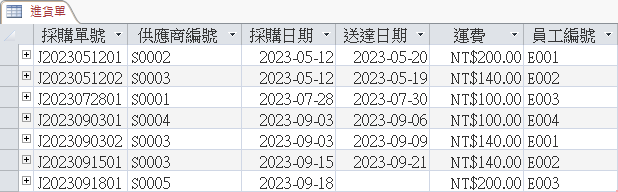 進貨單
採購單號 供應商編號 採購日期 送達日期 運費 員工編號
J2023051201 S0002 2023-05-12 2023-05-20 NT$200.00 E001
J2023051202 S0003 2023-05-12 2023-05-19 NT$140.00 E002
J2023072801 S0001 2023-07-28 2023-07-30 NT$100.00 E003
J2023090301 S0004 2023-09-03 2023-09-06 NT$100.00 E004
J2023090302 S0003 2023-09-03 2023-09-09 NT$140.00 E001
J2023091501 S0003 2023-09-15 2023-09-21 NT$140.00 E002
J2023091801 S0005 2023-09-18 NT$200.00 E003